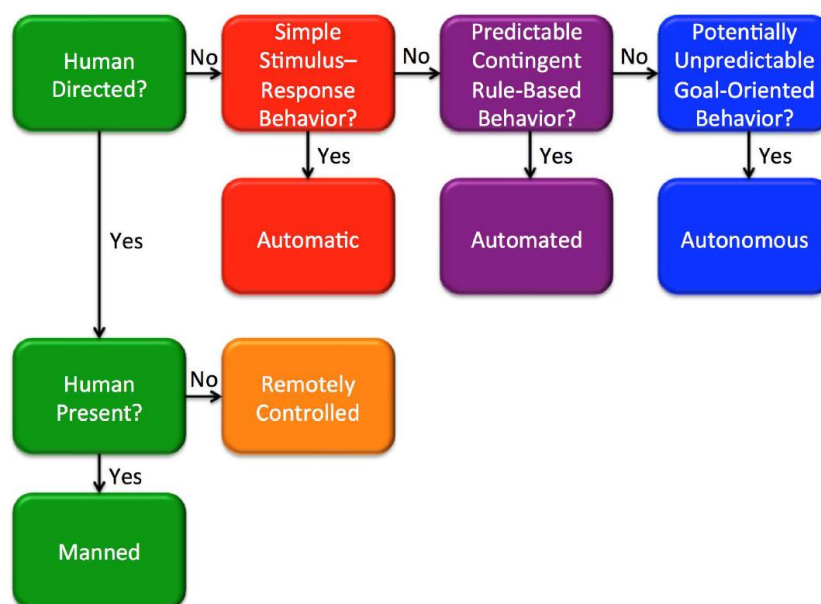 Human
Directed?
No
Simple
Stimulus–
Response
Behavior?
No
Predictable
Contingent
Rule-Based
Behavior?
No
Potentially
Unpredictable
Goal-Oriented
Behavior?
Yes
Yes
Yes
Automatic
Automated
Autonomous
Yes
Human
Present?
No
Remotely
Controlled
Yes
Manned